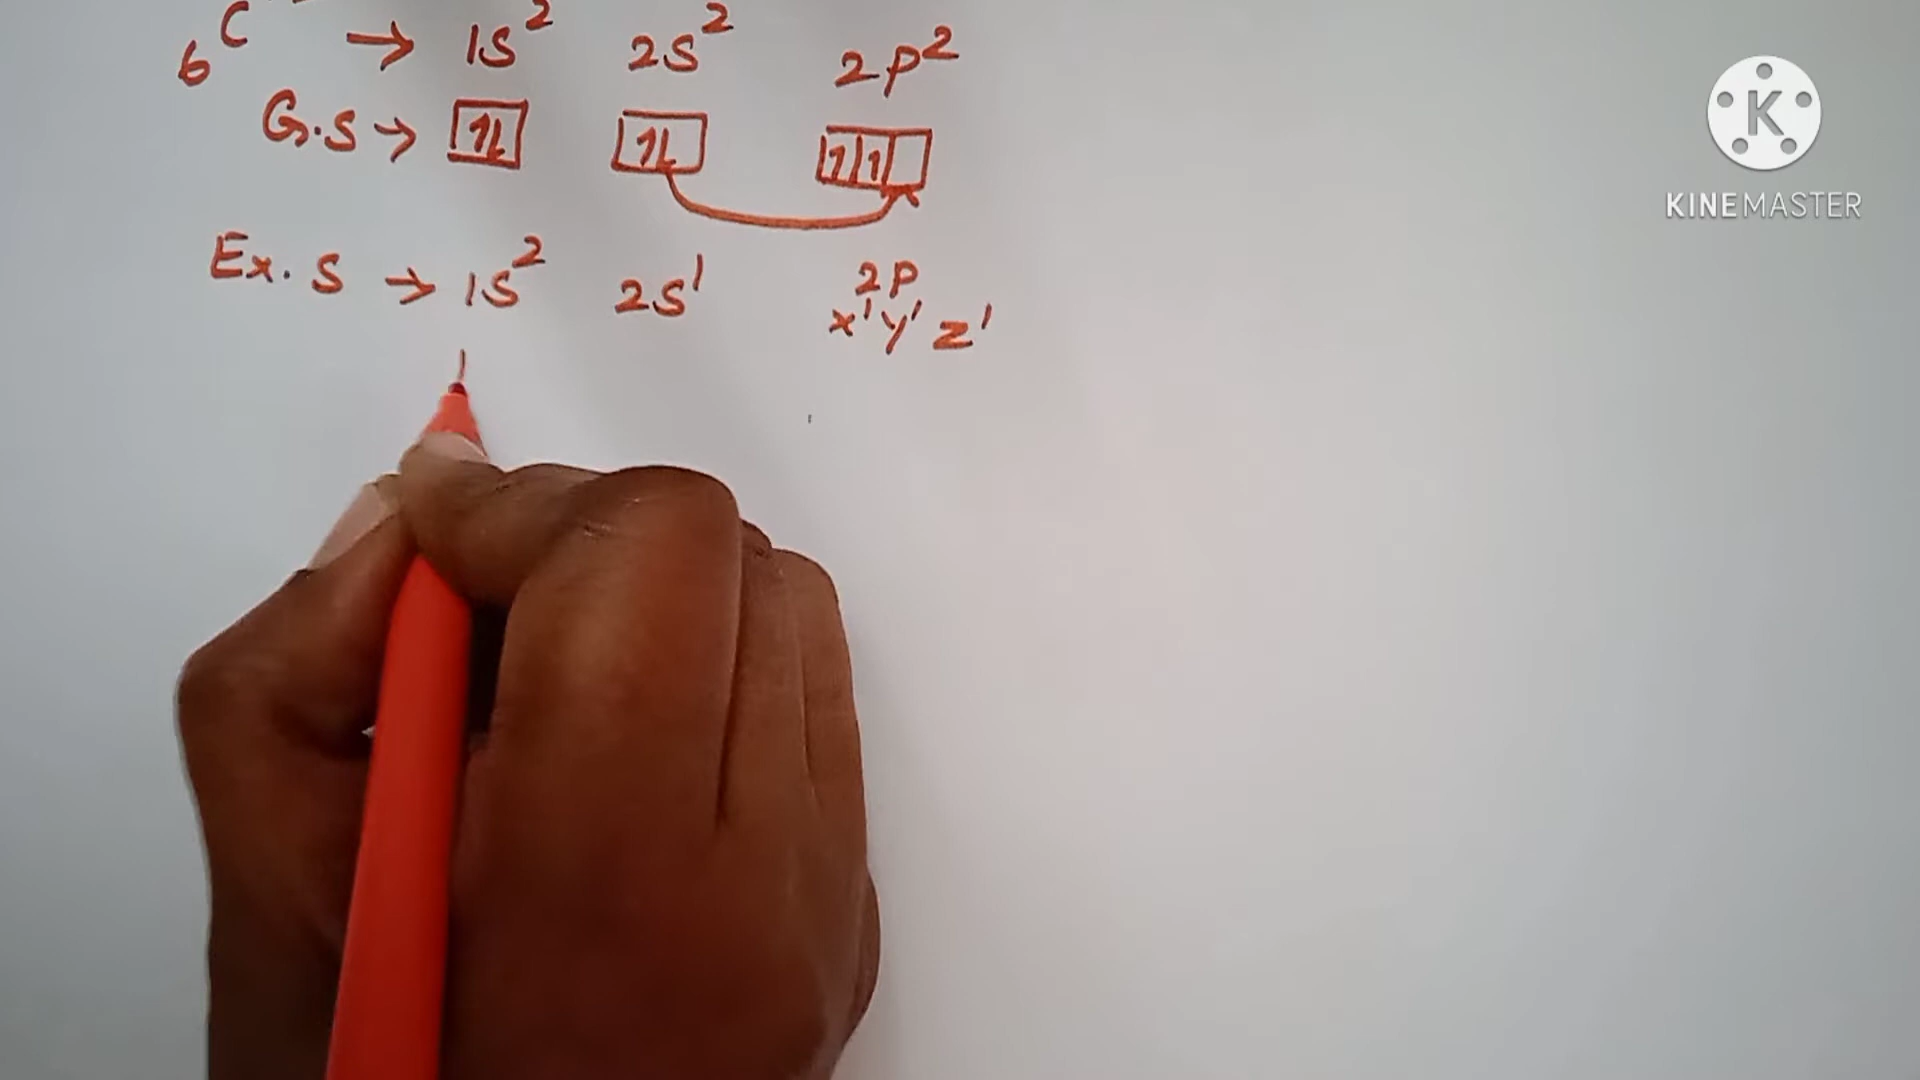 6C → 1S² 2S² 2P²
G.S → 1L 1L 1 1
Ex. S → 1S² 2S¹ 2P
x¹ y¹ z¹
K
KINEMASTER